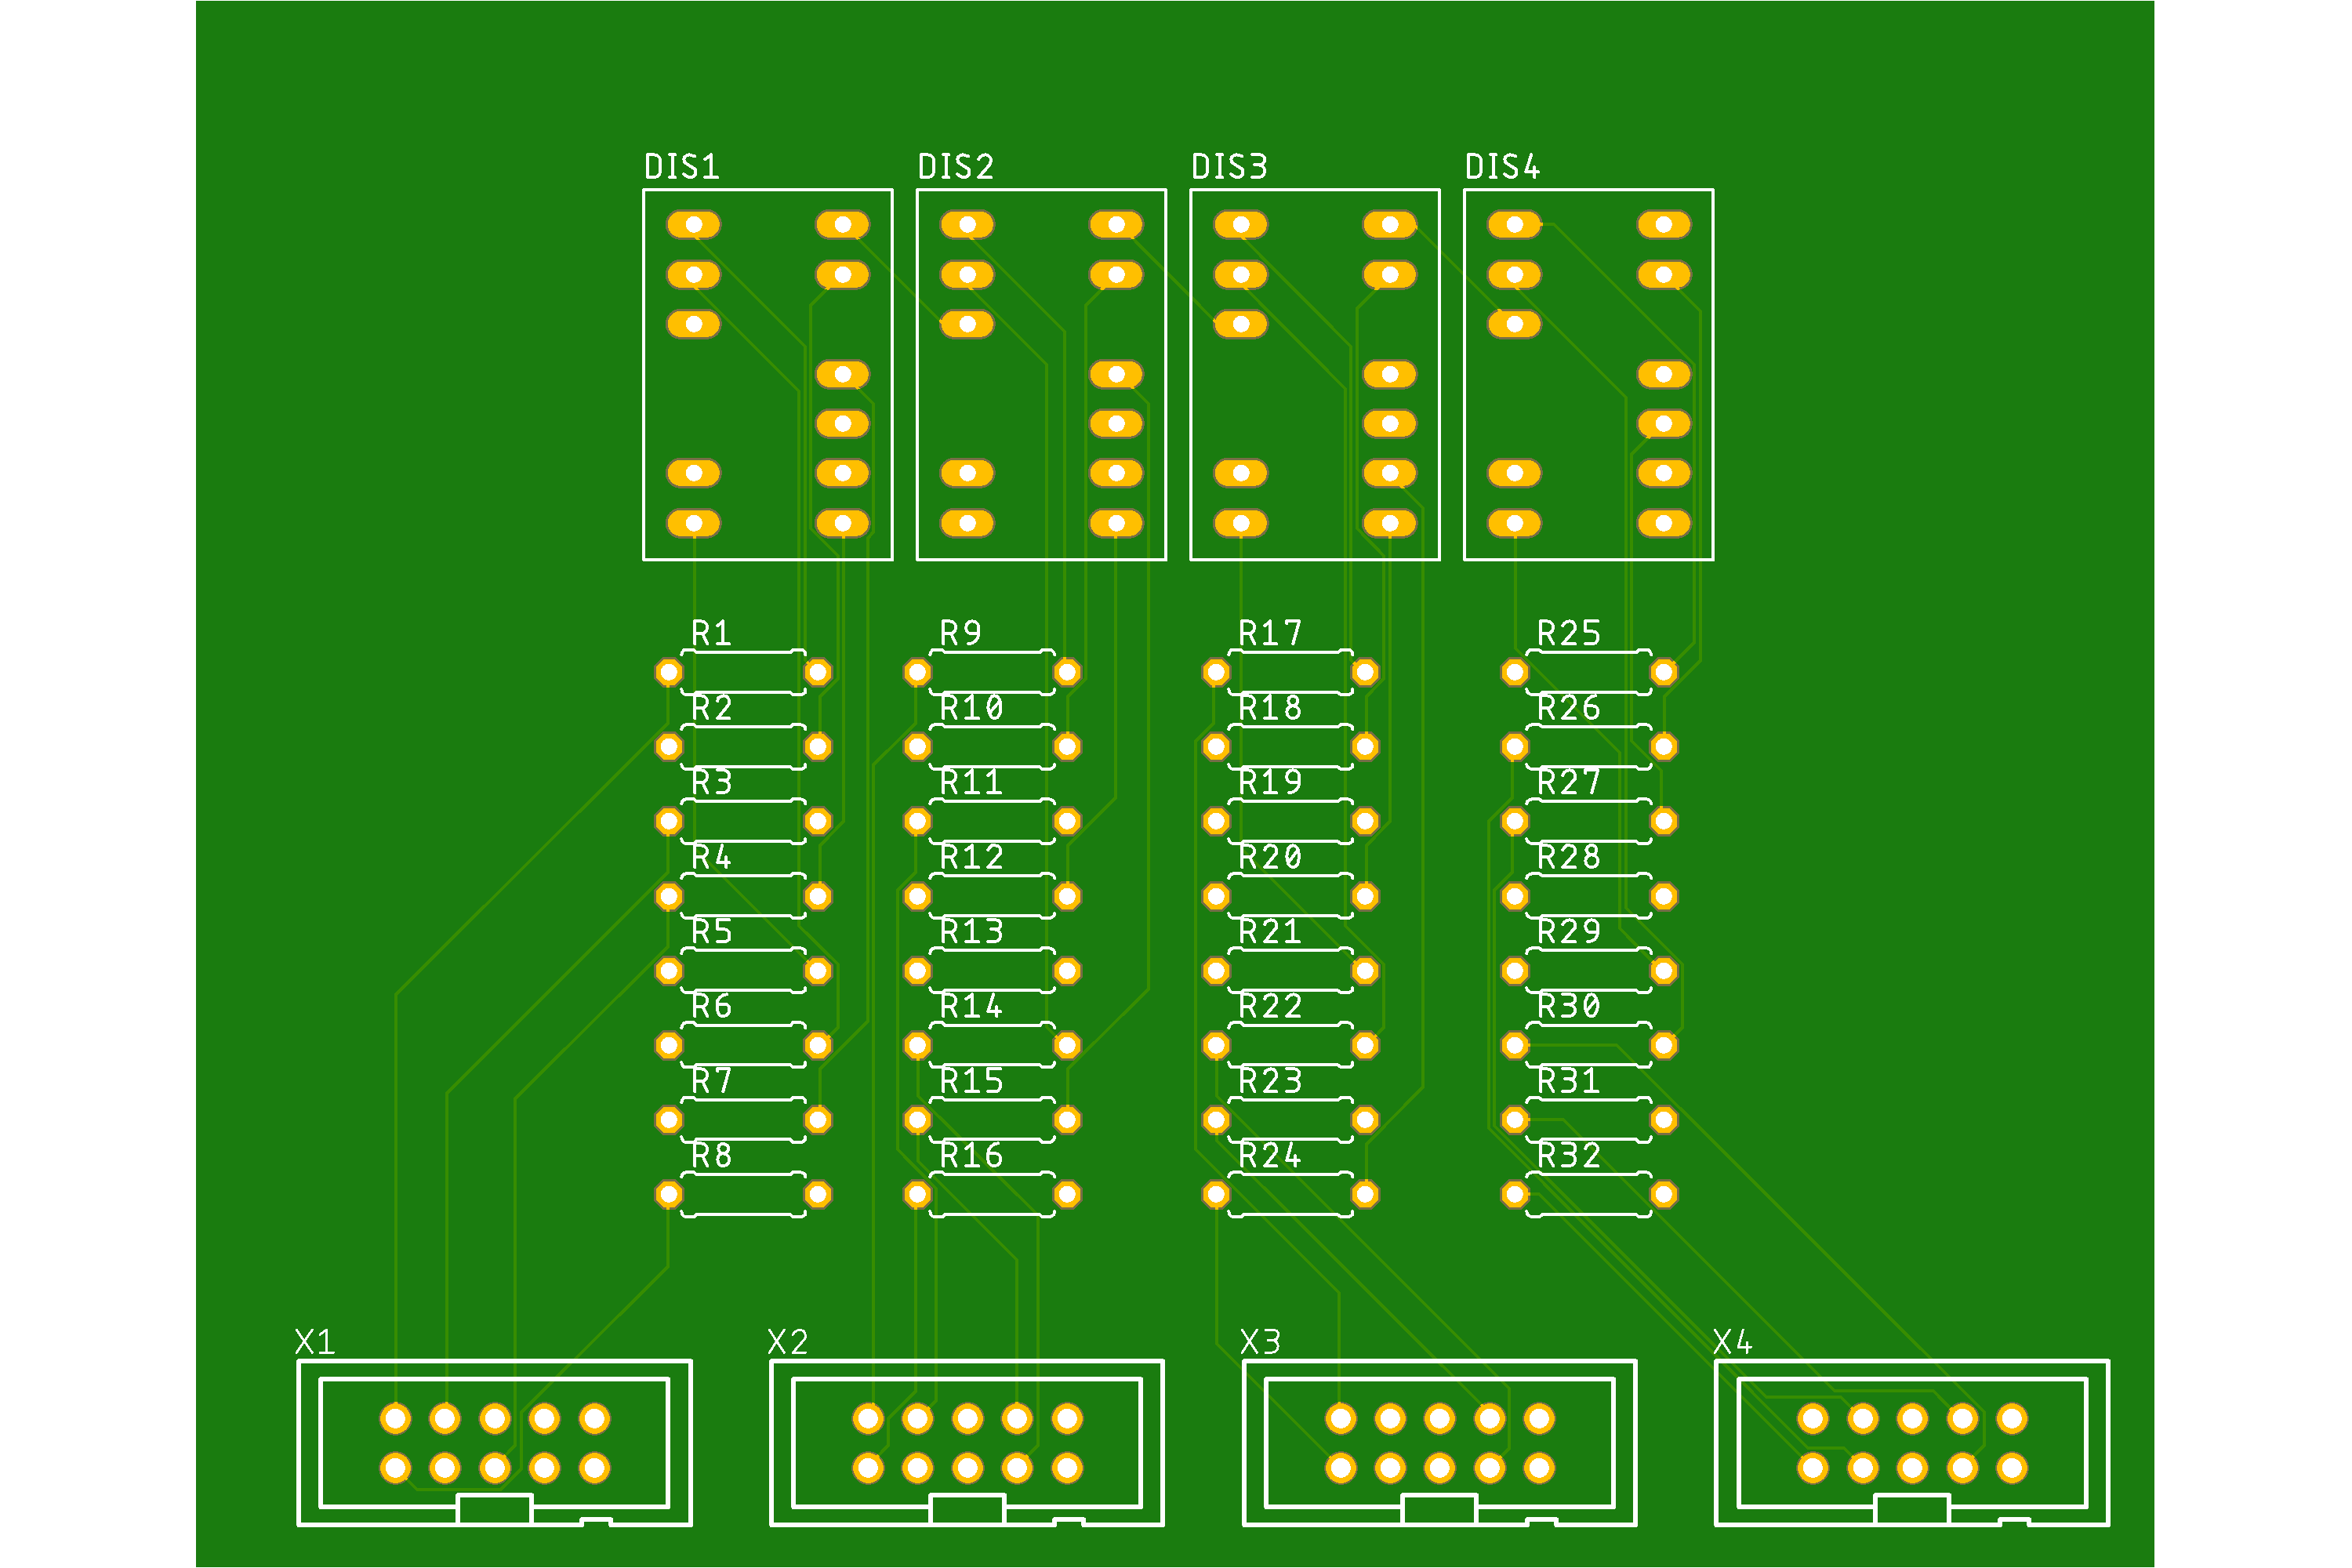 DIS1 DIS2 DIS3 DIS4
R1 R9 R17 R25
R2 R10 R18 R26
R3 R11 R19 R27
R4 R12 R20 R28
R5 R13 R21 R29
R6 R14 R22 R30
R7 R15 R23 R31
R8 R16 R24 R32
X1 X2 X3 X4